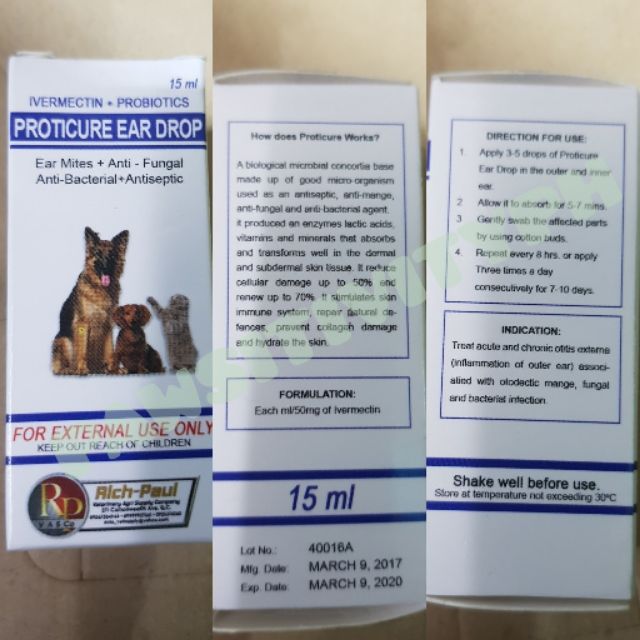 15 ml
IVERMECTIN + PROBIOTICS
PROTICURE EAR DROP
Ear Mites + Anti - Fungal
Anti-Bacterial+Antiseptic
FOR EXTERNAL USE ONLY
KEEP OUT REACH OF CHILDREN
RP
V A S Co
Rich-Paul
Veterinary Agri Supply Company
How does Proticure Works?
A biological microbial concortia base
made up of good micro-organism
used as an antiseptic, anti-mange,
anti-fungal and anti-bacterial agent.
it produced an enzymes lactic acids,
vitamins and minerals that absorbs
and transforms well in the dermal
and subdermal skin tissue. It reduce
cellular damage up to 50% and
renew up to 70%. It stimulates skin
immune system, repair natural de-
fences, prevent collagen damage
and hydrate the skin.
FORMULATION:
Each ml/50mg of Ivermectin
15 ml
Lot No.: 40016A
Mfg. Date: MARCH 9, 2017
Exp. Date: MARCH 9, 2020
DIRECTION FOR USE:
1. Apply 3-5 drops of Proticure
Ear Drop in the outer and inner
ear.
2 Allow it to absorb for 5-7 mins.
3 Gently swab the affected parts
by using cotton buds.
4. Repeat every 8 hrs. or apply
Three times a day
consecutively for 7-10 days.
INDICATION:
Treat acute and chronic otitis externa
(inflamation of outer ear) associ-
atied with otodectic mange, fungal
and bacterial infection.
Shake well before use.
Store at temperature not exceeding 30ºC